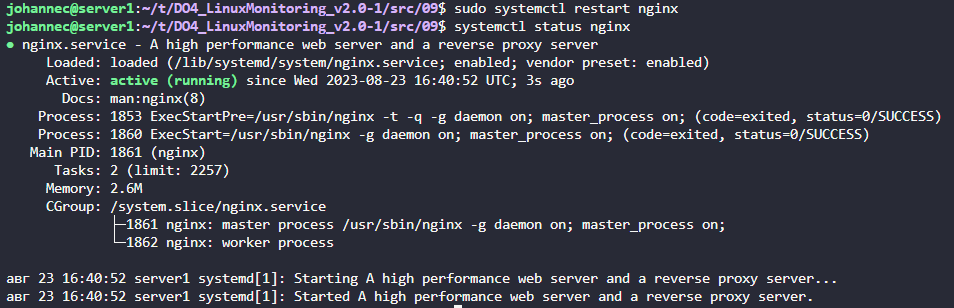 johannec@server1:~/t/DO4_LinuxMonitoring_v2.0-1/src/09$ sudo systemctl restart nginx
johannec@server1:~/t/DO4_LinuxMonitoring_v2.0-1/src/09$ systemctl status nginx
● nginx.service - A high performance web server and a reverse proxy server
     Loaded: loaded (/lib/systemd/system/nginx.service; enabled; vendor preset: enabled)
     Active: active (running) since Wed 2023-08-23 16:40:52 UTC; 3s ago
       Docs: man:nginx(8)
    Process: 1853 ExecStartPre=/usr/sbin/nginx -t -q -g daemon on; master_process on; (code=exited, status=0/SUCCESS)
    Process: 1860 ExecStart=/usr/sbin/nginx -g daemon on; master_process on; (code=exited, status=0/SUCCESS)
   Main PID: 1861 (nginx)
      Tasks: 2 (limit: 2257)
     Memory: 2.6M
     CGroup: /system.slice/nginx.service
             ├─1861 nginx: master process /usr/sbin/nginx -g daemon on; master_process on;
             └─1862 nginx: worker process
авг 23 16:40:52 server1 systemd[1]: Starting A high performance web server and a reverse proxy server...
авг 23 16:40:52 server1 systemd[1]: Started A high performance web server and a reverse proxy server.